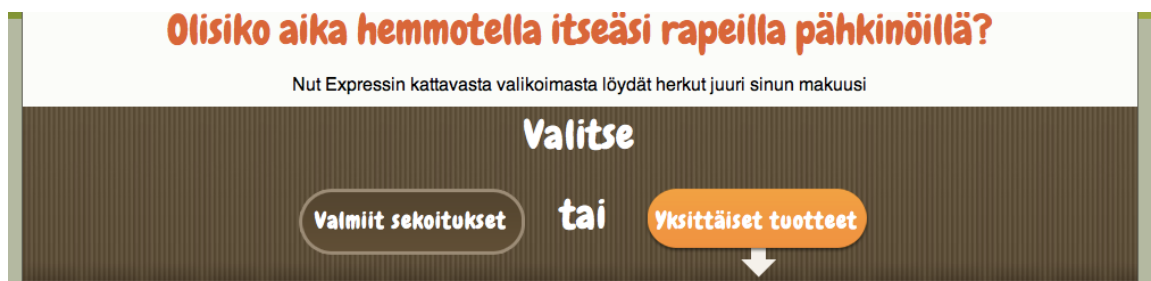 Olisiko aika hemmotella itseäsi rapeilla pähkinöillä?
Nut Expressin kattavasta valikoimasta löydät herkut juuri sinun makuusi
Valitse
Valmiit sekoitukset tai Yksittäiset tuotteet